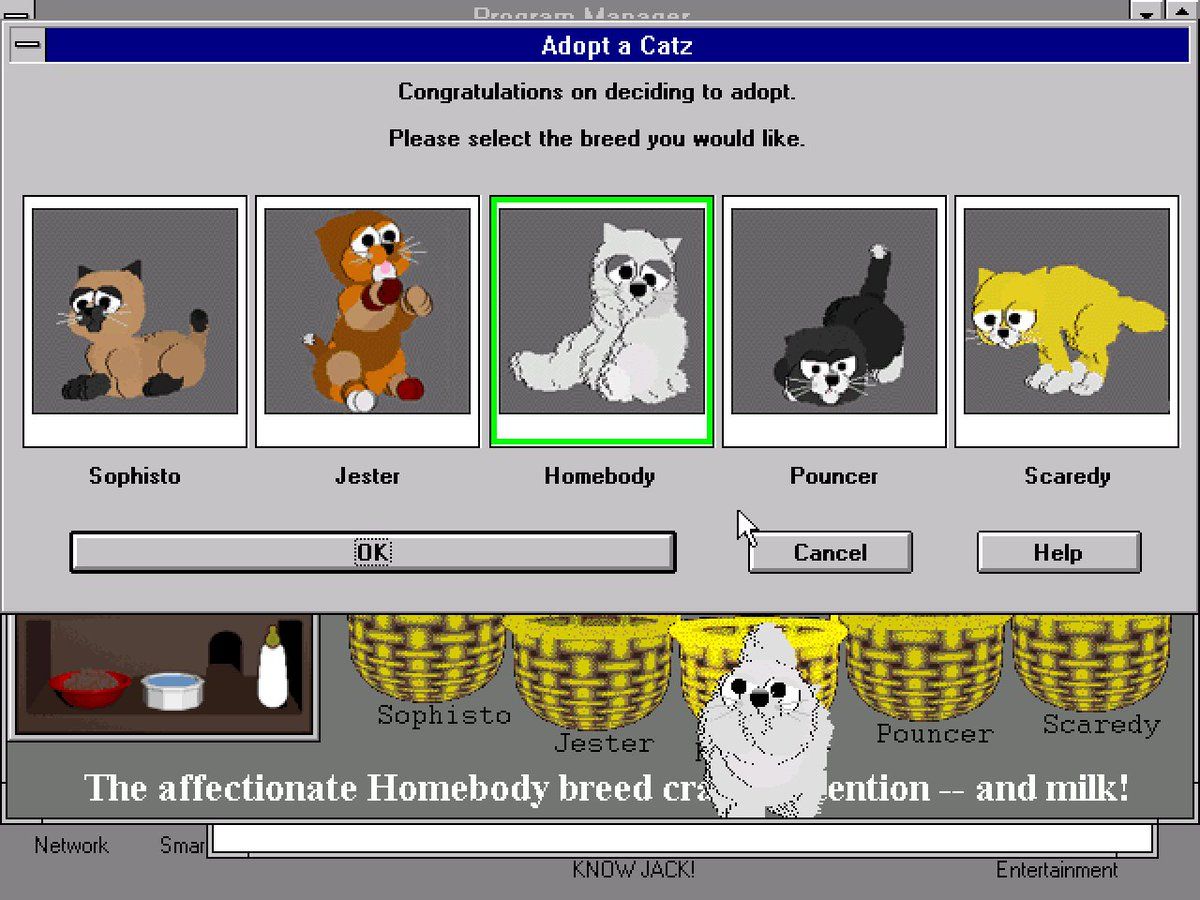 Program Manager
Adopt a Catz
Congratulations on deciding to adopt.
Please select the breed you would like.
Sophisto Jester Homebody Pouncer Scaredy
OK Cancel Help
Sophisto Jester Pouncer Scaredy
The affectionate Homebody breed cra ention -- and milk!
Network Smar
KNOW JACK! Entertainment